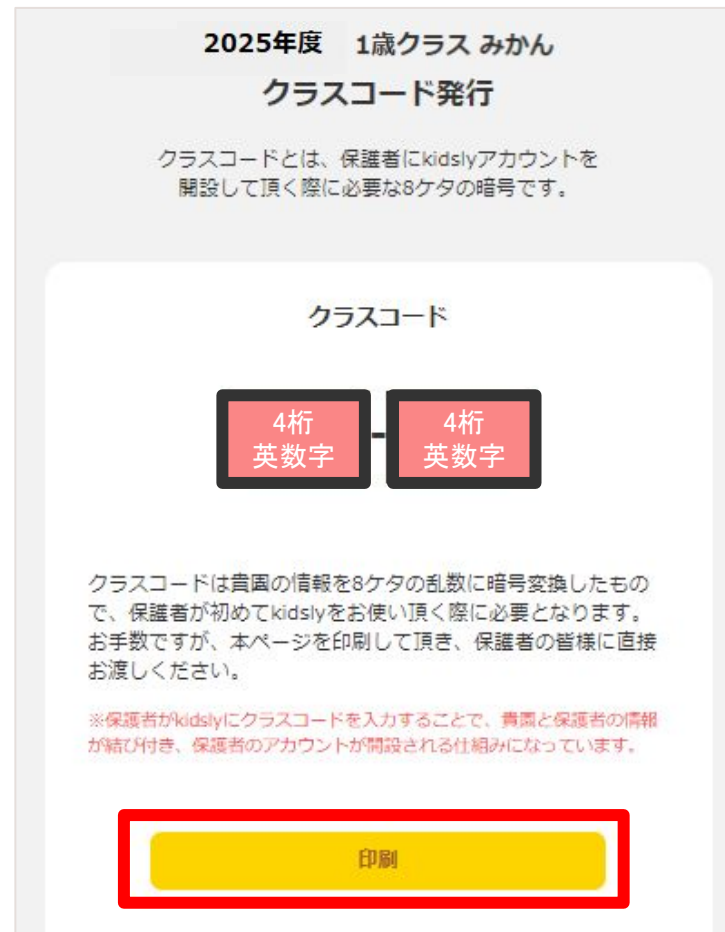 2025年度 1歳クラス みかん
クラスコード発行
クラスコードとは、保護者にkidslyアカウントを
開設して頂く際に必要な8ケタの暗号です。
クラスコード
4桁
英数字
-
4桁
英数字
クラスコードは貴園の情報を8ケタの乱数に暗号変換したもの
で、保護者が初めてkidslyをお使い頂く際に必要となります。
お手数ですが、本ページを印刷して頂き、保護者の皆様に直接
お渡しください。
※保護者がkidslyにクラスコードを入力することで、貴園と保護者の情報
が結び付き、保護者のアカウントが開設される仕組みになっています。
印刷